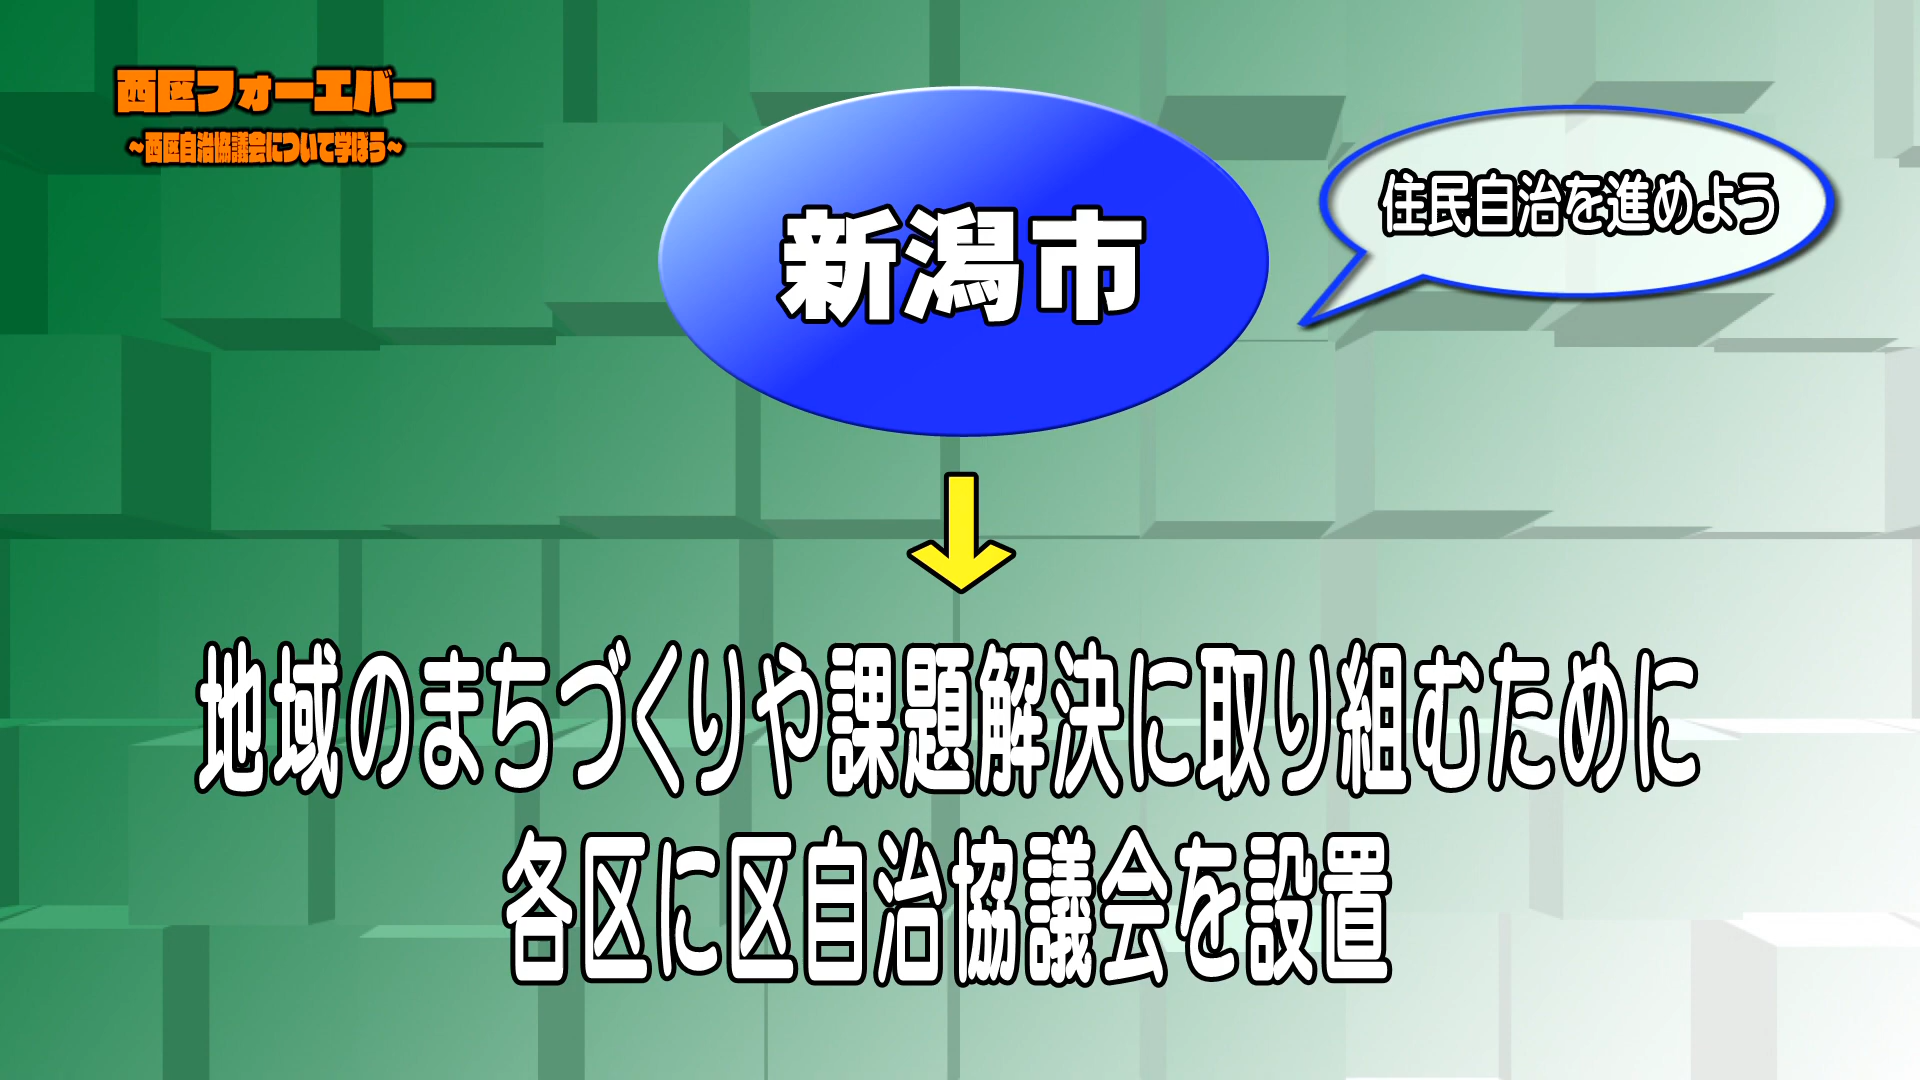 西区フォーエバー
~西区自治協議会について学ぼう~
新潟市
住民自治を進めよう
地域のまちづくりや課題解決に取り組むために
各区に区自治協議会を設置